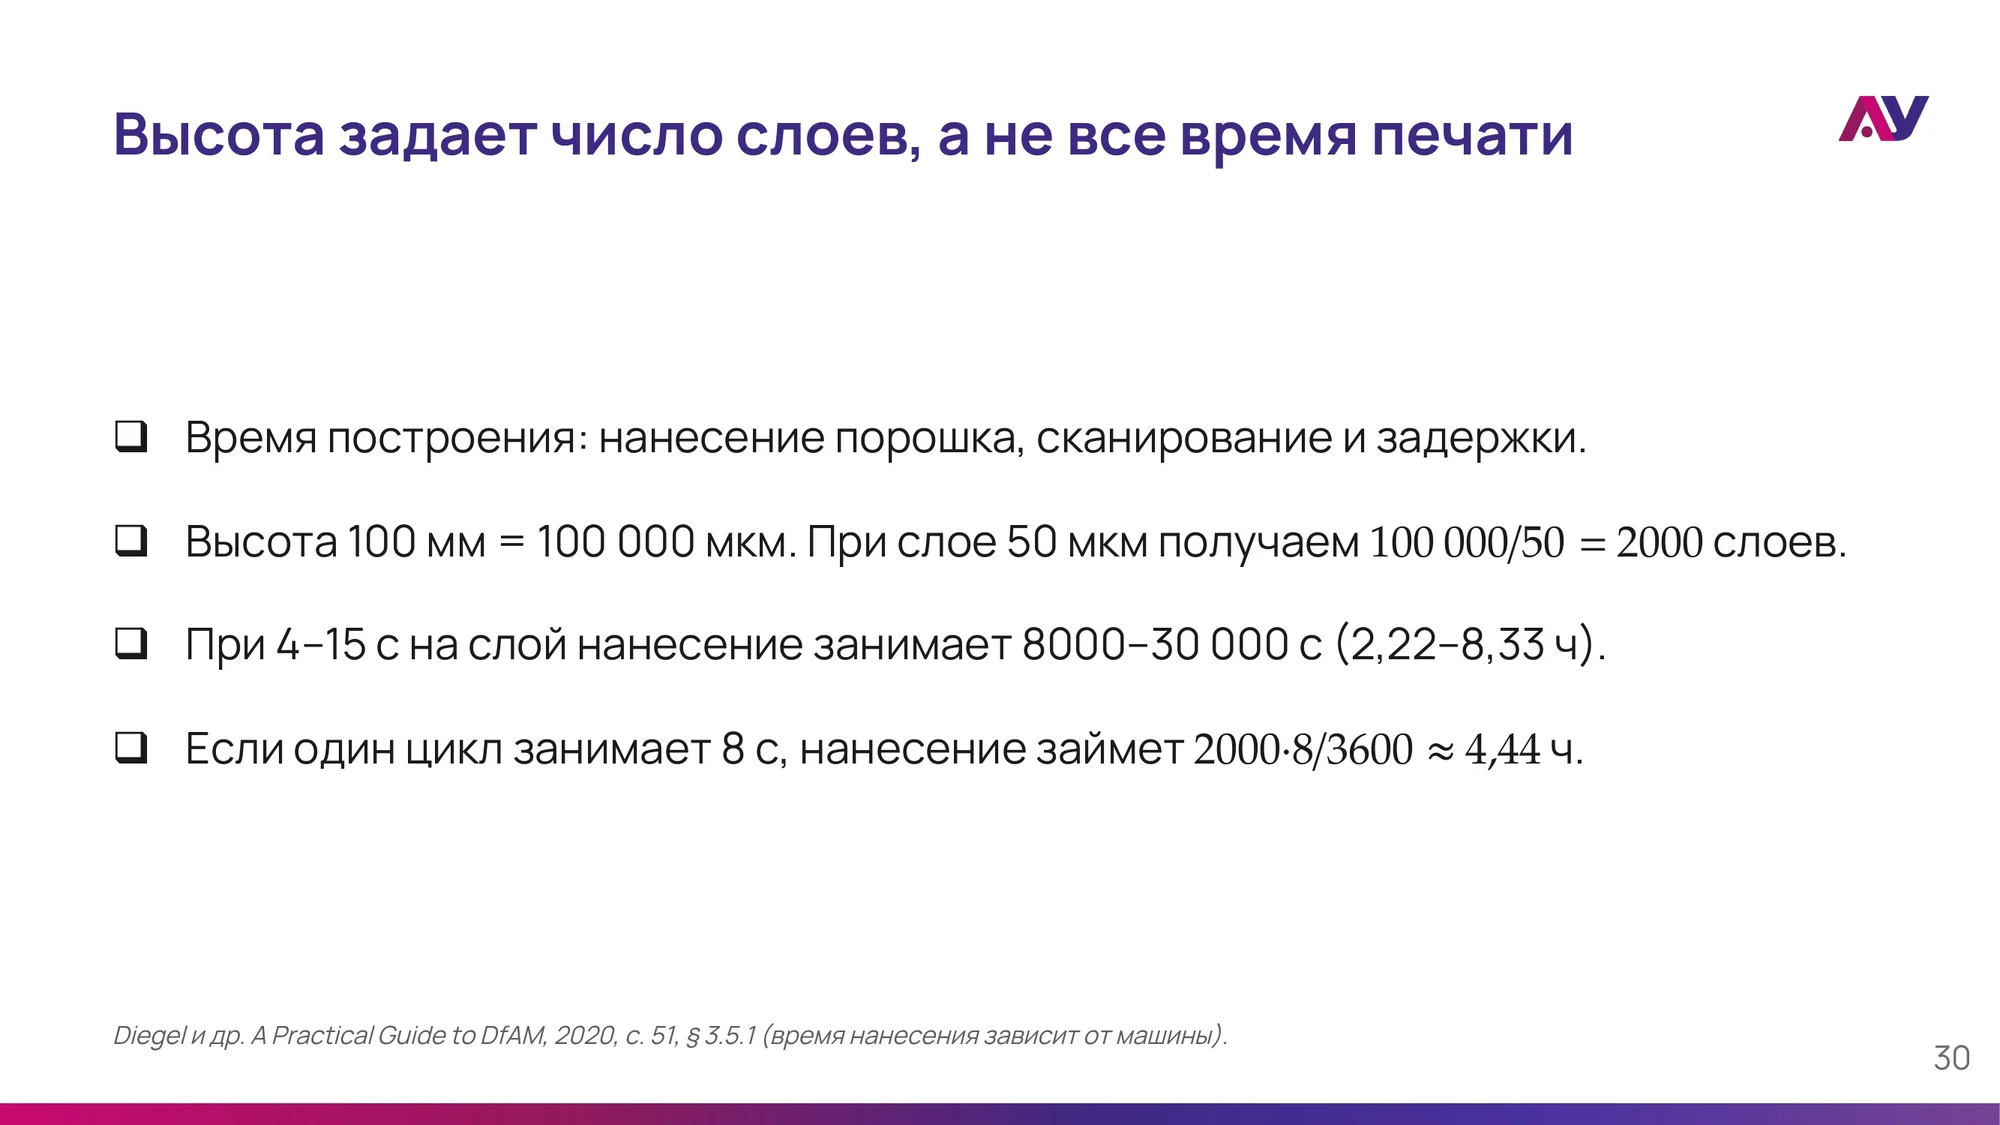 Высота задает число слоев, а не все время печати
АУ
❑ Время построения: нанесение порошка, сканирование и задержки.
❑ Высота 100 мм = 100 000 мкм. При слое 50 мкм получаем 100 000/50 = 2000 слоев.
❑ При 4–15 с на слой нанесение занимает 8000–30 000 с (2,22–8,33 ч).
❑ Если один цикл занимает 8 с, нанесение займет 2000·8/3600 ≈ 4,44 ч.
Diegel и др. A Practical Guide to DfAM, 2020, с. 51, § 3.5.1 (время нанесения зависит от машины).
30